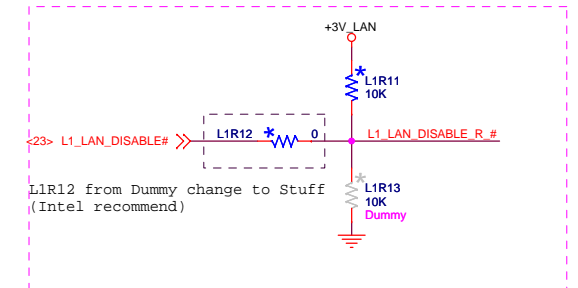 +3V_LAN
* L1R11
10K
<23> L1_LAN_DISABLE# L1R12 * 0 L1_LAN_DISABLE_R_#
L1R12 from Dummy change to Stuff
(Intel recommend)
* L1R13
10K
Dummy